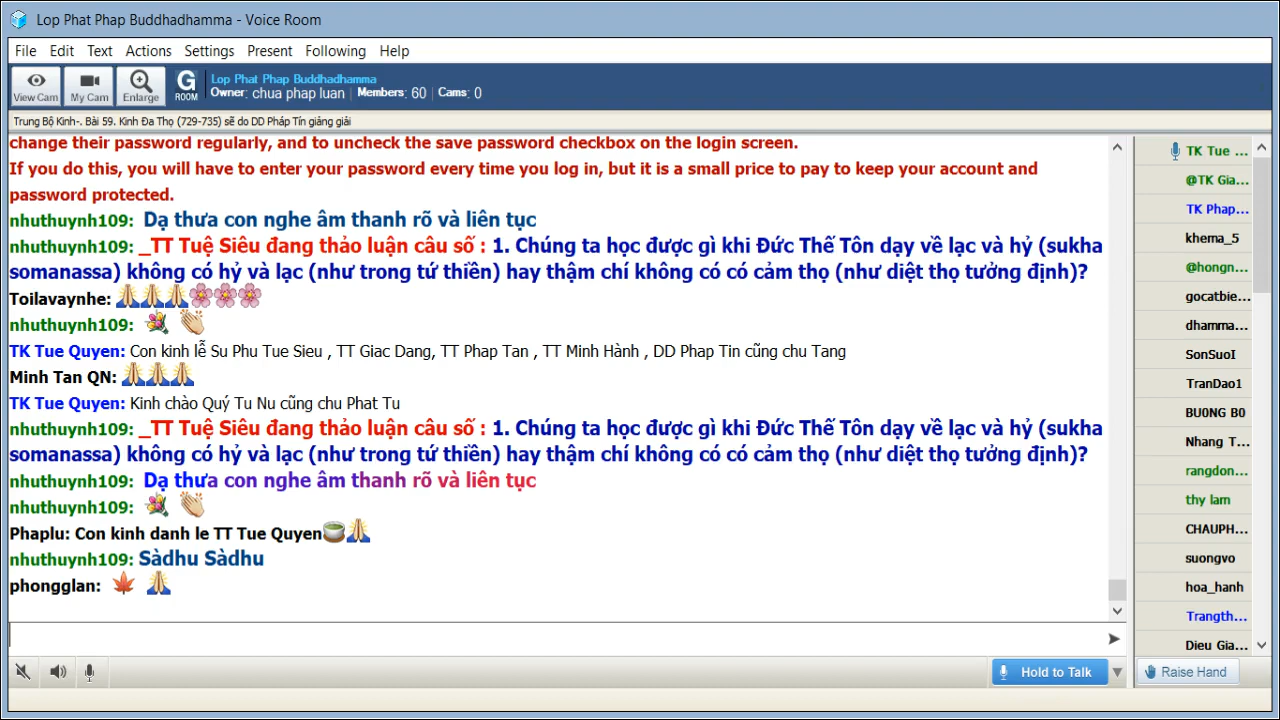 Lop Phat Phap Buddhadhamma - Voice Room
File Edit Text Actions Settings Present Following Help
View Cam My Cam Enlarge G ROOM
Lop Phat Phap Buddhadhamma
Owner: chua phap luan Members: 60 Cams: 0
Trung Bộ Kinh-. Bài 59. Kinh Đa Thọ (729-735) sẽ do DD Pháp Tín giảng giải
change their password regularly, and to uncheck the save password checkbox on the login screen.
If you do this, you will have to enter your password every time you log in, but it is a small price to pay to keep your account and
password protected.
nhuthuynh109: Dạ thưa con nghe âm thanh rõ và liên tục
nhuthuynh109: _TT Tuệ Siêu đang thảo luận câu số : 1. Chúng ta học được gì khi Đức Thế Tôn dạy về lạc và hỷ (sukha
somanassa) không có hỷ và lạc (như trong tứ thiền) hay thậm chí không có có cảm thọ (như diệt thọ tưởng định)?
Toilavaynhe: 🙏🙏🙏🌸🌸🌸
nhuthuynh109: 💐 👏
TK Tue Quyen: Con kinh lễ Su Phu Tue Sieu , TT Giac Dang, TT Phap Tan , TT Minh Hành , DD Phap Tin cũng chu Tang
Minh Tan QN: 🙏🙏🙏
TK Tue Quyen: Kinh chào Quý Tu Nu cũng chu Phat Tu
nhuthuynh109: _TT Tuệ Siêu đang thảo luận câu số : 1. Chúng ta học được gì khi Đức Thế Tôn dạy về lạc và hỷ (sukha
somanassa) không có hỷ và lạc (như trong tứ thiền) hay thậm chí không có có cảm thọ (như diệt thọ tưởng định)?
nhuthuynh109: Dạ thưa con nghe âm thanh rõ và liên tục
nhuthuynh109: 💐 👏
Phaplu: Con kinh danh le TT Tue Quyen🍵🙏
nhuthuynh109: Sàdhu Sàdhu
phongglan: 🍁 🙏
TK Tue ...
@TK Gia...
TK Phap...
khema_5
@hongn...
gocatbie...
dhamma...
SonSuoI
TranDao1
BU0NG B0
Nhang T...
rangdon...
thy lam
CHAUPH...
suongvo
hoa_hanh
Trangth...
Dieu Gia...
Hold to Talk
Raise Hand